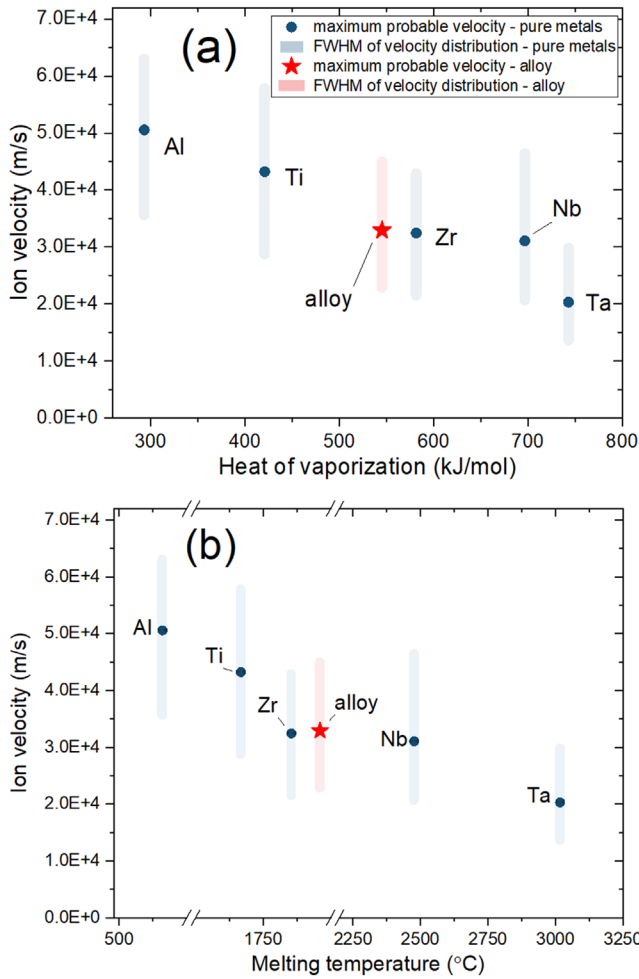 (a)
maximum probable velocity - pure metals
FWHM of velocity distribution - pure metals
maximum probable velocity - alloy
FWHM of velocity distribution - alloy
7.0E+4
6.0E+4
5.0E+4
4.0E+4
3.0E+4
2.0E+4
1.0E+4
0.0E+0
Ion velocity (m/s)
Al
Ti
alloy
Zr
Nb
Ta
300 400 500 600 700 800
Heat of vaporization (kJ/mol)
(b)
7.0E+4
6.0E+4
5.0E+4
4.0E+4
3.0E+4
2.0E+4
1.0E+4
0.0E+0
Ion velocity (m/s)
Al
Ti
Zr
alloy
Nb
Ta
500 1750 2250 2500 2750 3000 3250
Melting temperature (°C)